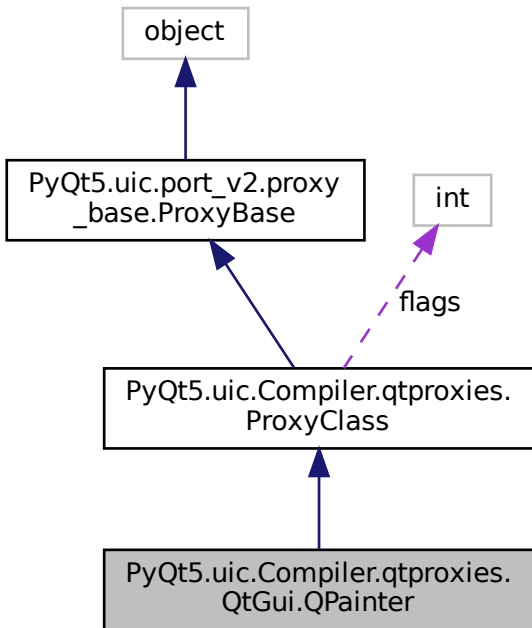 object
PyQt5.uic.port_v2.proxy
_base.ProxyBase
int
flags
PyQt5.uic.Compiler.qtproxies.
ProxyClass
PyQt5.uic.Compiler.qtproxies.
QtGui.QPainter